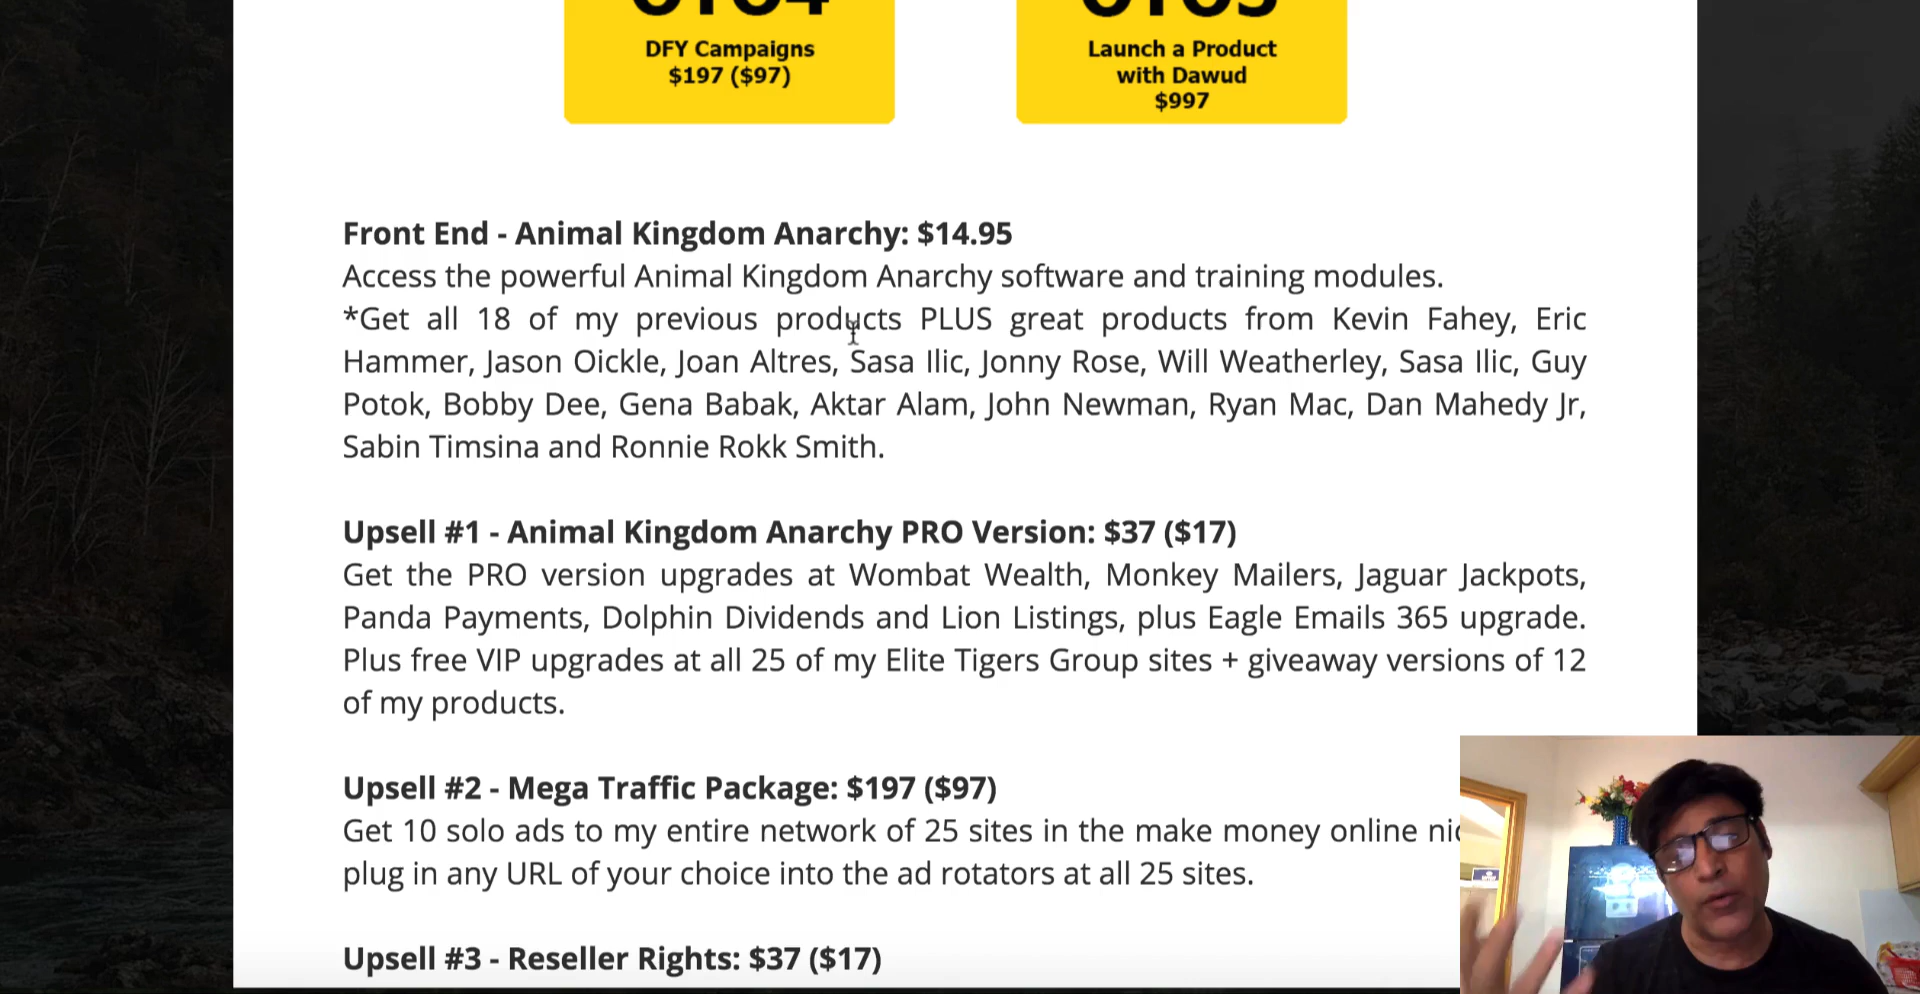 DFY Campaigns
$197 ($97)
Launch a Product
with Dawud
$997
Front End - Animal Kingdom Anarchy: $14.95
Access the powerful Animal Kingdom Anarchy software and training modules.
*Get all 18 of my previous products PLUS great products from Kevin Fahey, Eric
Hammer, Jason Oickle, Joan Altres, Sasa Ilic, Jonny Rose, Will Weatherley, Sasa Ilic, Guy
Potok, Bobby Dee, Gena Babak, Aktar Alam, John Newman, Ryan Mac, Dan Mahedy Jr,
Sabin Timsina and Ronnie Rokk Smith.
Upsell #1 - Animal Kingdom Anarchy PRO Version: $37 ($17)
Get the PRO version upgrades at Wombat Wealth, Monkey Mailers, Jaguar Jackpots,
Panda Payments, Dolphin Dividends and Lion Listings, plus Eagle Emails 365 upgrade.
Plus free VIP upgrades at all 25 of my Elite Tigers Group sites + giveaway versions of 12
of my products.
Upsell #2 - Mega Traffic Package: $197 ($97)
Get 10 solo ads to my entire network of 25 sites in the make money online
plug in any URL of your choice into the ad rotators at all 25 sites.
Upsell #3 - Reseller Rights: $37 ($17)